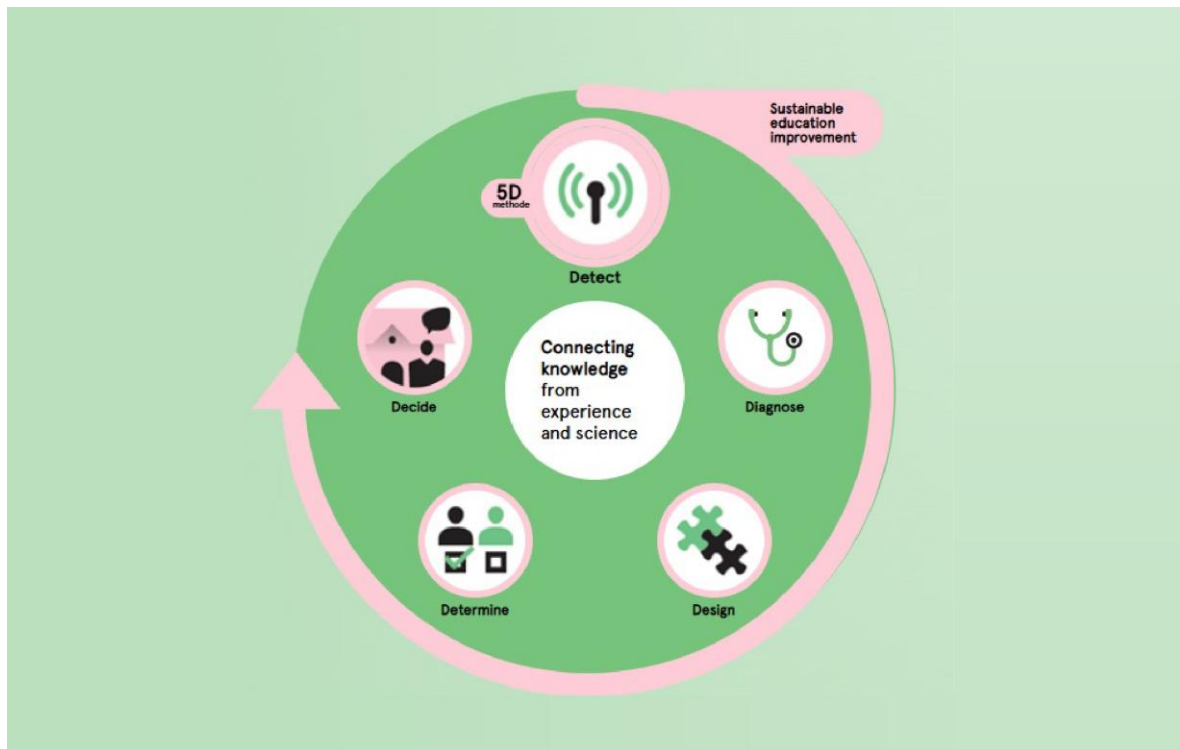 Sustainable
education
improvement
5D
methode
Detect
Connecting
knowledge
from
experience
and science
Decide
Diagnose
Determine
Design